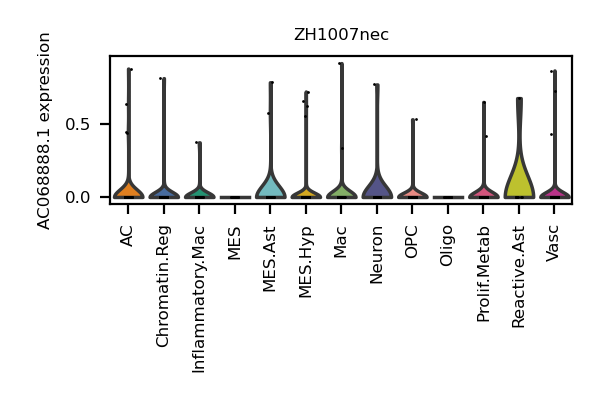 ZH1007nec
AC068888.1 expression
0.5
0.0
AC
Chromatin.Reg
Inflammatory.Mac
MES
MES.Ast
MES.Hyp
Mac
Neuron
OPC
Oligo
Prolif.Metab
Reactive.Ast
Vasc